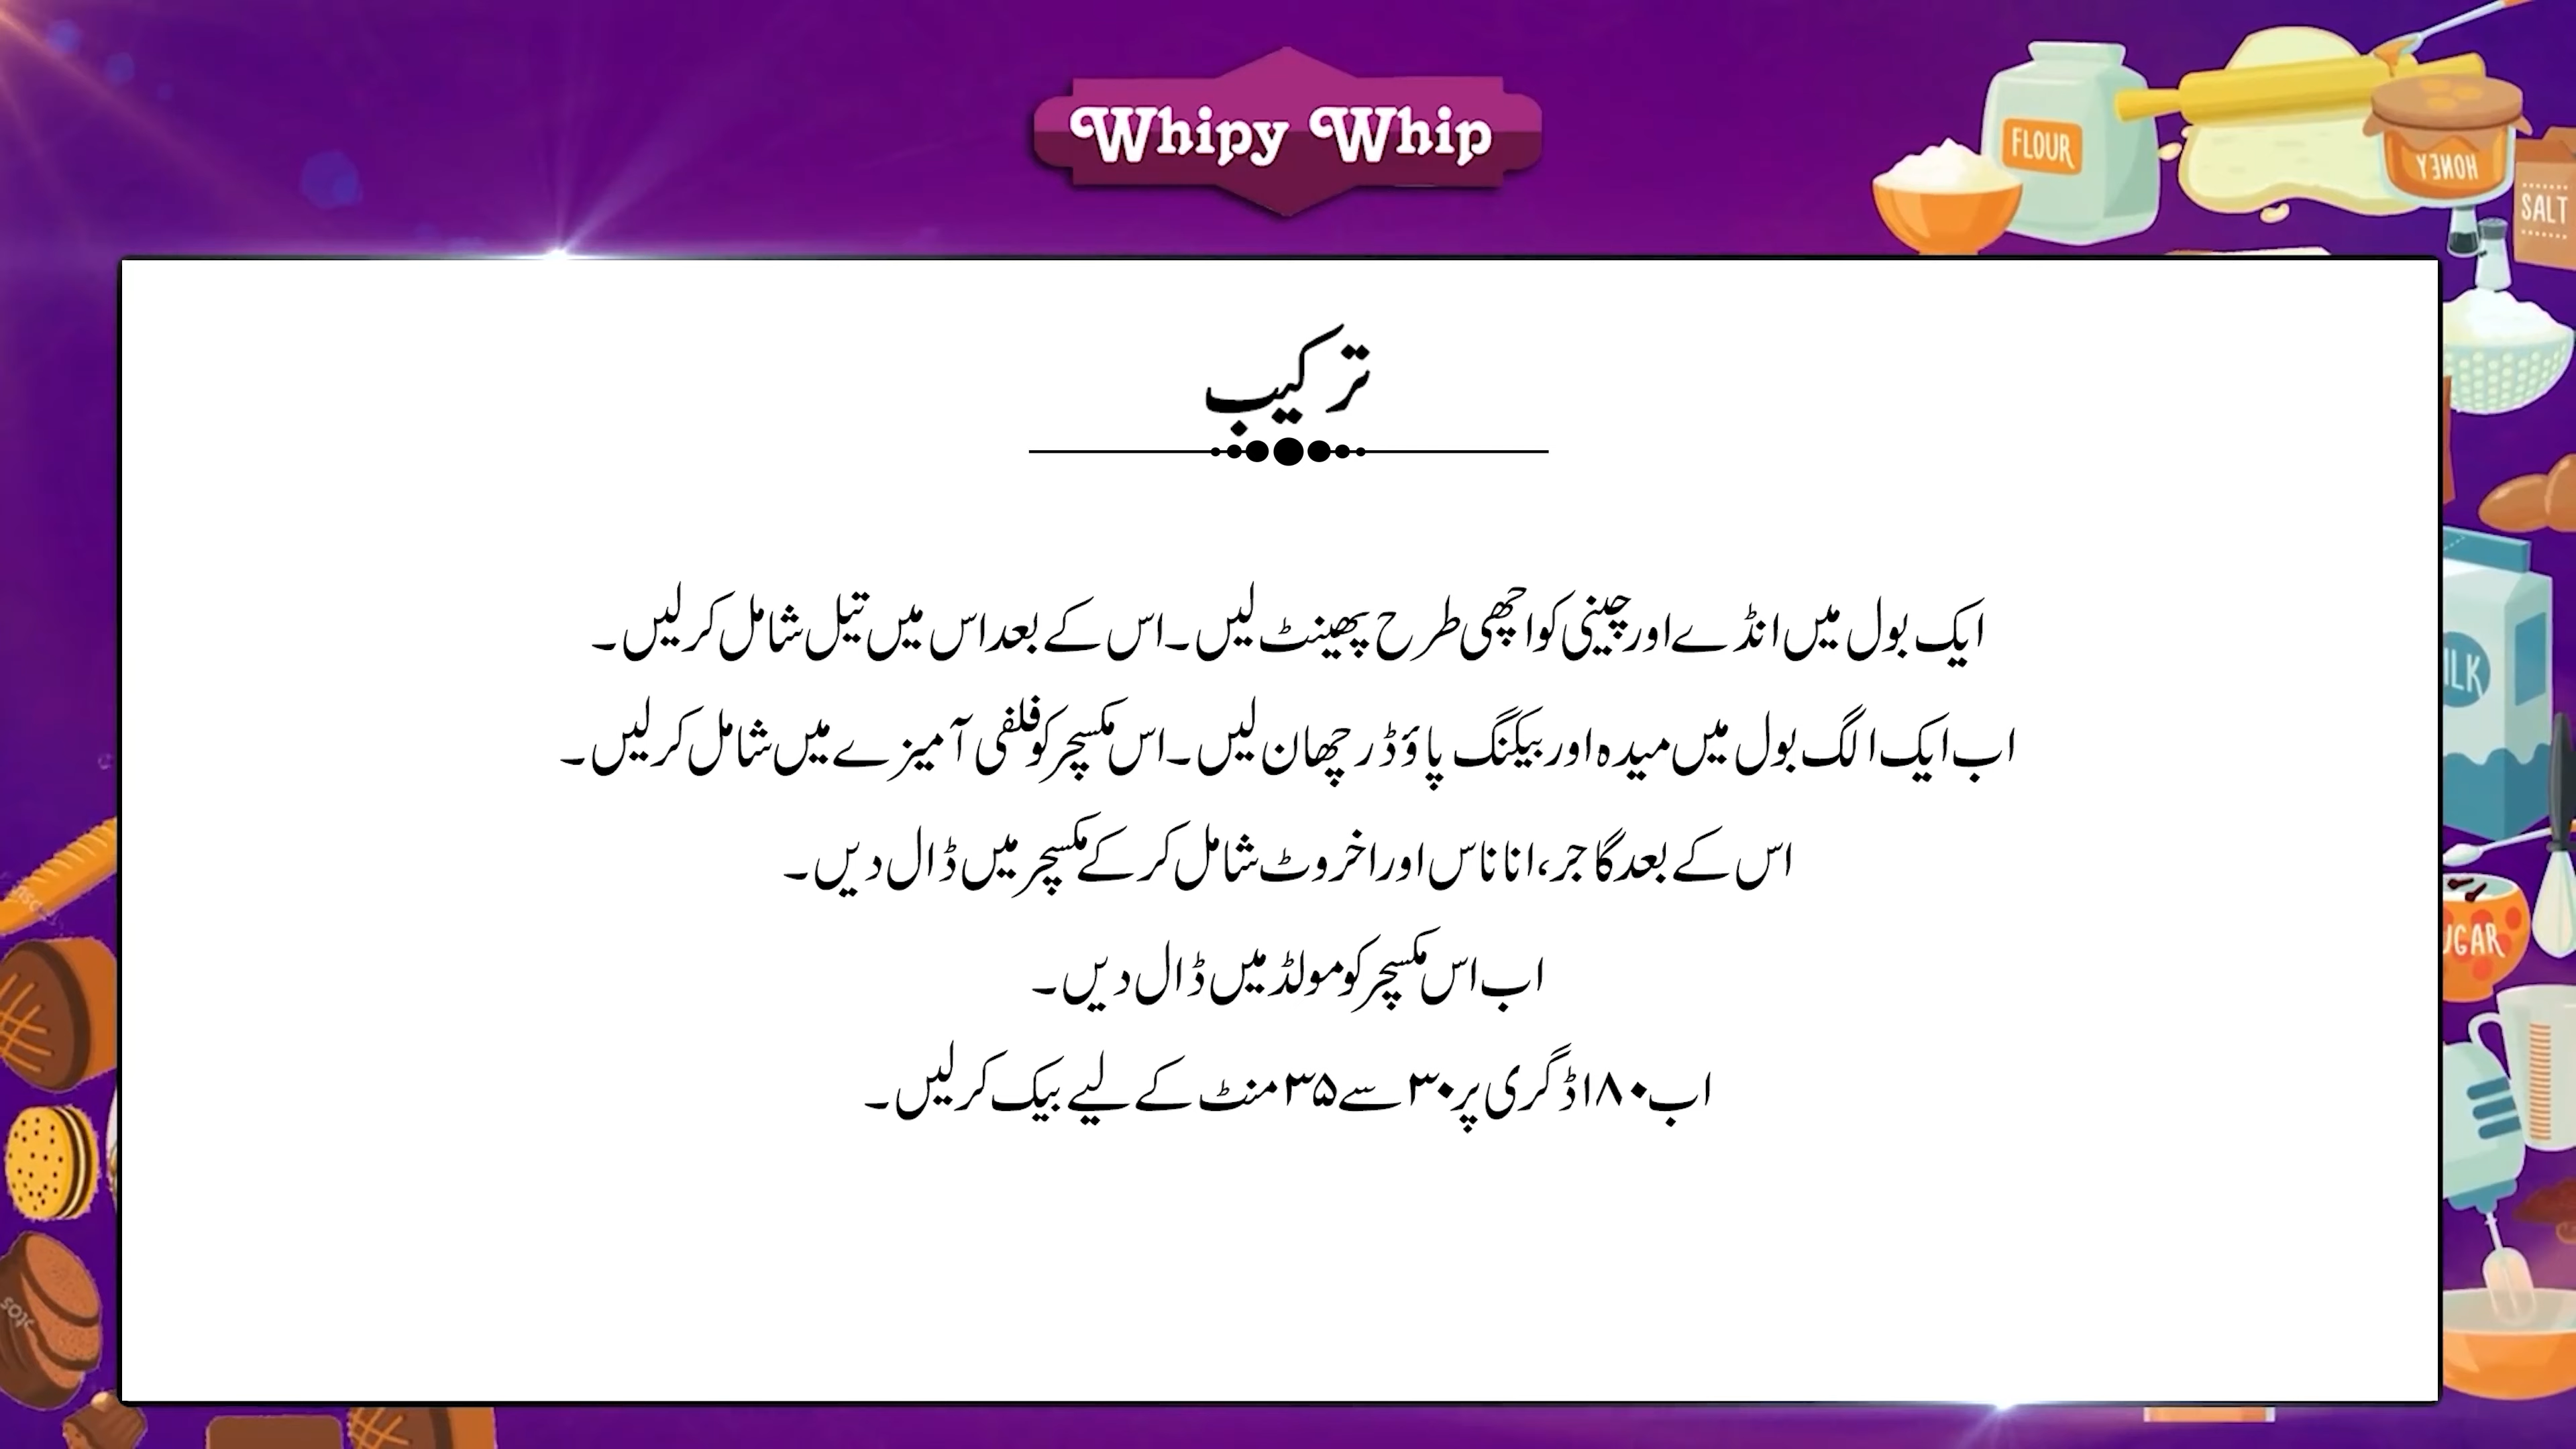 Whipy Whip
FLOUR
HONEY
SALT
ترکیب
ایک بول میں انڈے اور چینی کو اچھی طرح پھینٹ لیں۔ اس کے بعد اس میں تیل شامل کر لیں۔
اب ایک الگ بول میں میدہ اور بیکنگ پاؤڈر چھان لیں۔ اس مکسچر کو فلفی آمیزے میں شامل کر لیں۔
اس کے بعد گاجر، اناناس اور اخروٹ شامل کر کے مکسچر میں ڈال دیں۔
اب اس مکسچر کو مولڈ میں ڈال دیں۔
اب ۱۸۰ ڈگری پر ۳۰ سے ۳۵ منٹ کے لیے بیک کر لیں۔
ILK
UGAR